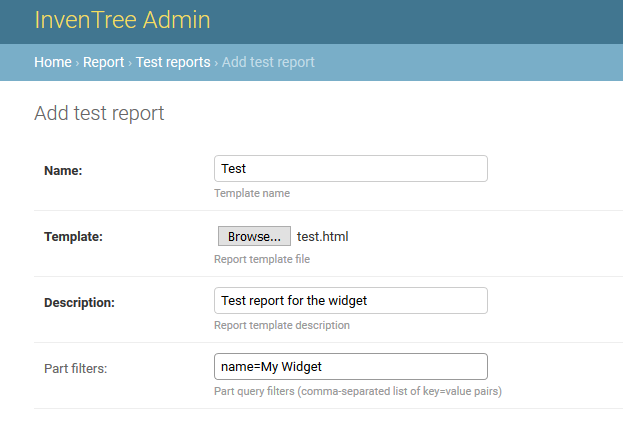 InvenTree Admin
Home › Report › Test reports › Add test report
Add test report
Name:
Test
Template name
Template:
Browse... test.html
Report template file
Description:
Test report for the widget
Report template description
Part filters:
name=My Widget
Part query filters (comma-separated list of key=value pairs)